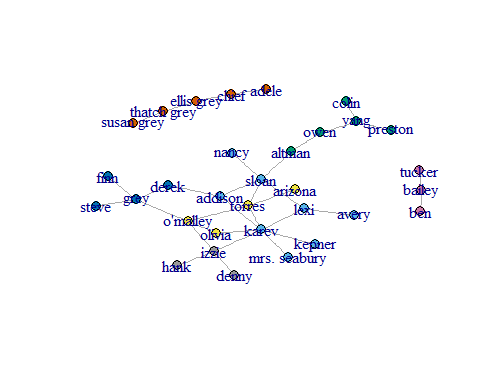 colin
adele
chief
ellis grey
thatch grey
susan grey
yang
preston
owen
altman
nancy
tucker
finn
sloan
derek
bailey
arizona
addison
grey
steve
torres
loxi
ben
avery
o'malley
olivia
karev
kepner
izzie
mrs. seabury
hank
denny